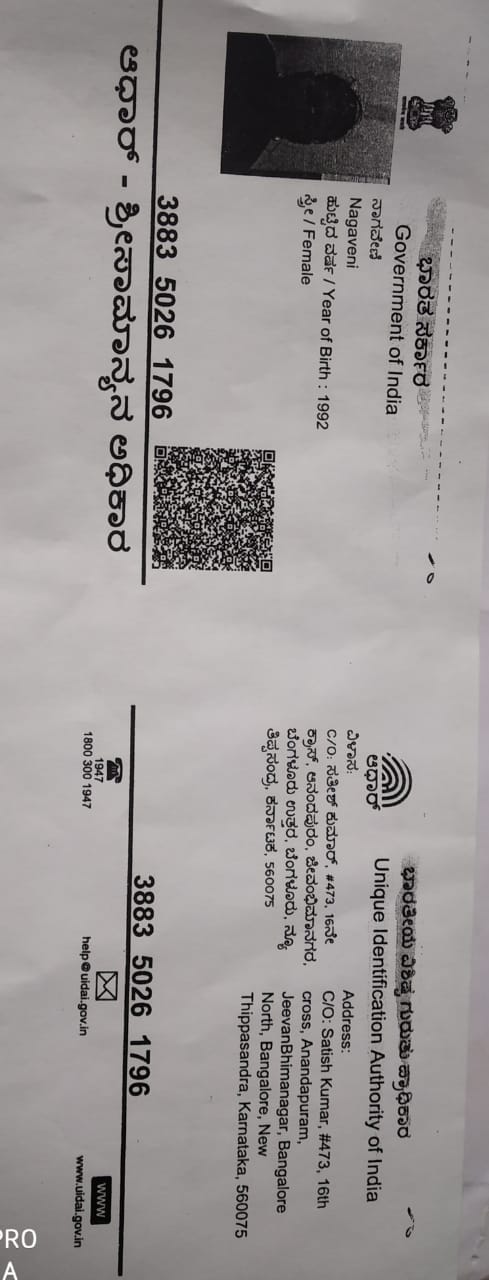 ಭಾರತ ಸರ್ಕಾರ
Government of India
ನಾಗವೇಣಿ
Nagaveni
ಹುಟ್ಟಿದ ವರ್ಷ / Year of Birth : 1992
ಸ್ತ್ರೀ / Female
3883 5026 1796
ಆಧಾರ್ - ಶ್ರೀಸಾಮಾನ್ಯನ ಅಧಿಕಾರ
ಭಾರತೀಯ ವಿಶಿಷ್ಟ ಗುರುತು ಪ್ರಾಧಿಕಾರ
Unique Identification Authority of India
ಆಧಾರ್
ವಿಳಾಸ:
C/O: ಸತೀಶ್ ಕುಮಾರ್, #473, 16ನೇ
ಕ್ರಾಸ್, ಆನಂದಪುರಂ, ಜೀವಂಭಿಮಾನಗರ,
ಬೆಂಗಳೂರು ಉತ್ತರ, ಬೆಂಗಳೂರು, ನ್ಯೂ
ತಿಪ್ಪಸಂದ್ರ, ಕರ್ನಾಟಕ, 560075
Address:
C/O: Satish Kumar, #473, 16th
cross, Anandapuram,
JeevanBhimanagar, Bangalore
North, Bangalore, New
Thippasandra, Karnataka, 560075
3883 5026 1796
1947
1800 300 1947
help@uidai.gov.in
WWW
www.uidai.gov.in
PRO
A